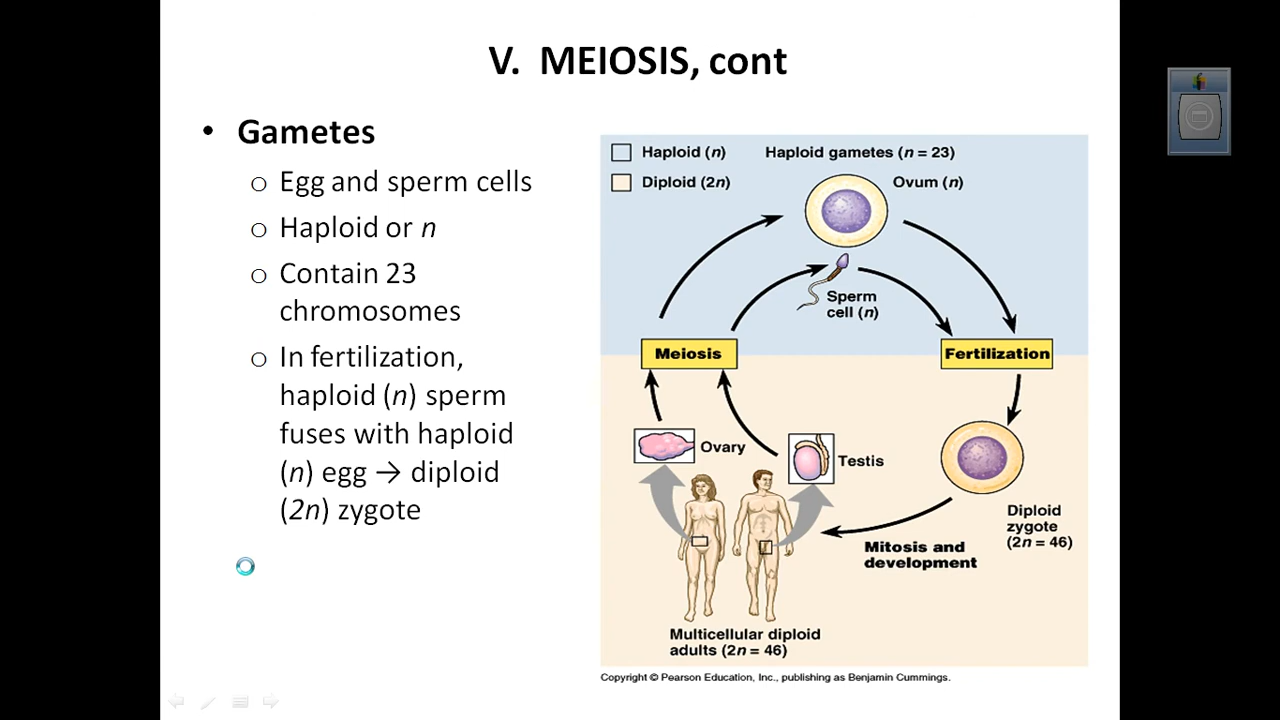 V. MEIOSIS, cont
• Gametes
o Egg and sperm cells
o Haploid or n
o Contain 23
chromosomes
o In fertilization,
haploid (n) sperm
fuses with haploid
(n) egg → diploid
(2n) zygote
Haploid (n)
Haploid gametes (n = 23)
Diploid (2n)
Ovum (n)
Sperm
cell (n)
Meiosis
Fertilization
Ovary
Testis
Diploid
zygote
(2n = 46)
Mitosis and
development
Multicellular diploid
adults (2n = 46)
Copyright © Pearson Education, Inc., publishing as Benjamin Cummings.